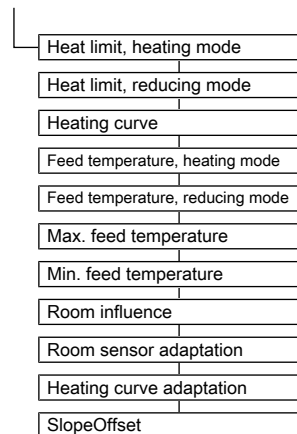 Heat limit, heating mode
Heat limit, reducing mode
Heating curve
Feed temperature, heating mode
Feed temperature, reducing mode
Max. feed temperature
Min. feed temperature
Room influence
Room sensor adaptation
Heating curve adaptation
SlopeOffset